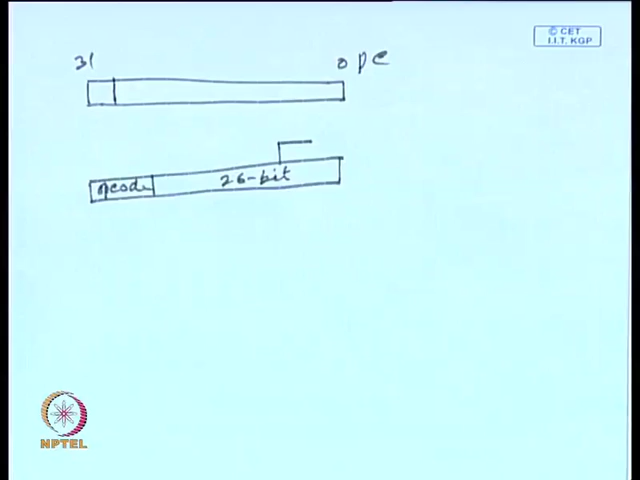 © CET
I.I.T. KGP
31 0 PC
opcode 26-bit
NPTEL